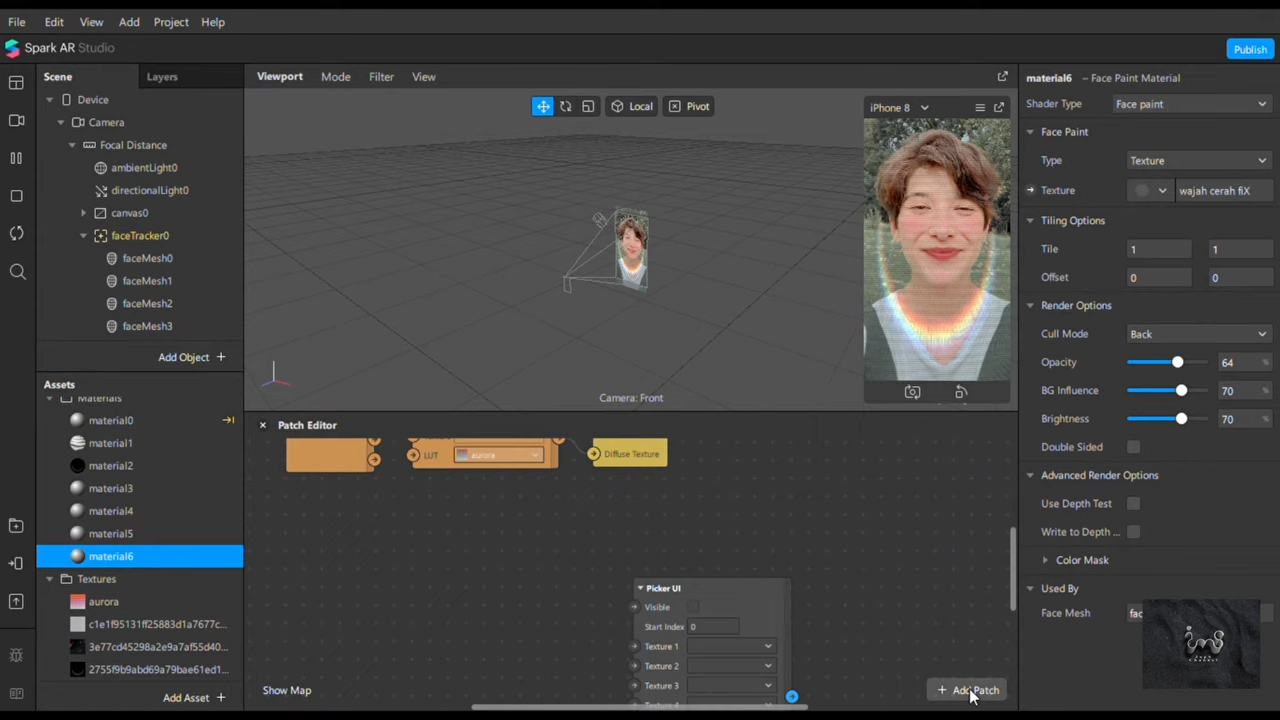 File Edit View Add Project Help
Spark AR Studio
Publish
Scene Layers
Device
Camera
Focal Distance
ambientLight0
directionalLight0
canvas0
faceTracker0
faceMesh0
faceMesh1
faceMesh2
faceMesh3
Add Object +
Assets
Materials
material0
material1
material2
material3
material4
material5
material6
Textures
aurora
c1e1f95131ff25883d1a7677c...
3e77cd45298a2e9a7af55d40...
2755f9b9abd69a79bae61ed1...
Add Asset +
Viewport Mode Filter View
Local Pivot
iPhone 8
Camera: Front
Patch Editor
LUT aurora
Diffuse Texture
Picker UI
Visible
Start Index 0
Texture 1
Texture 2
Texture 3
Show Map
+ Add Patch
material6 – Face Paint Material
Shader Type Face paint
Face Paint
Type Texture
Texture wajah cerah fiX
Tiling Options
Tile 1 1
Offset 0 0
Render Options
Cull Mode Back
Opacity 64 %
BG Influence 70 %
Brightness 70 %
Double Sided
Advanced Render Options
Use Depth Test
Write to Depth ...
Color Mask
Used By
Face Mesh